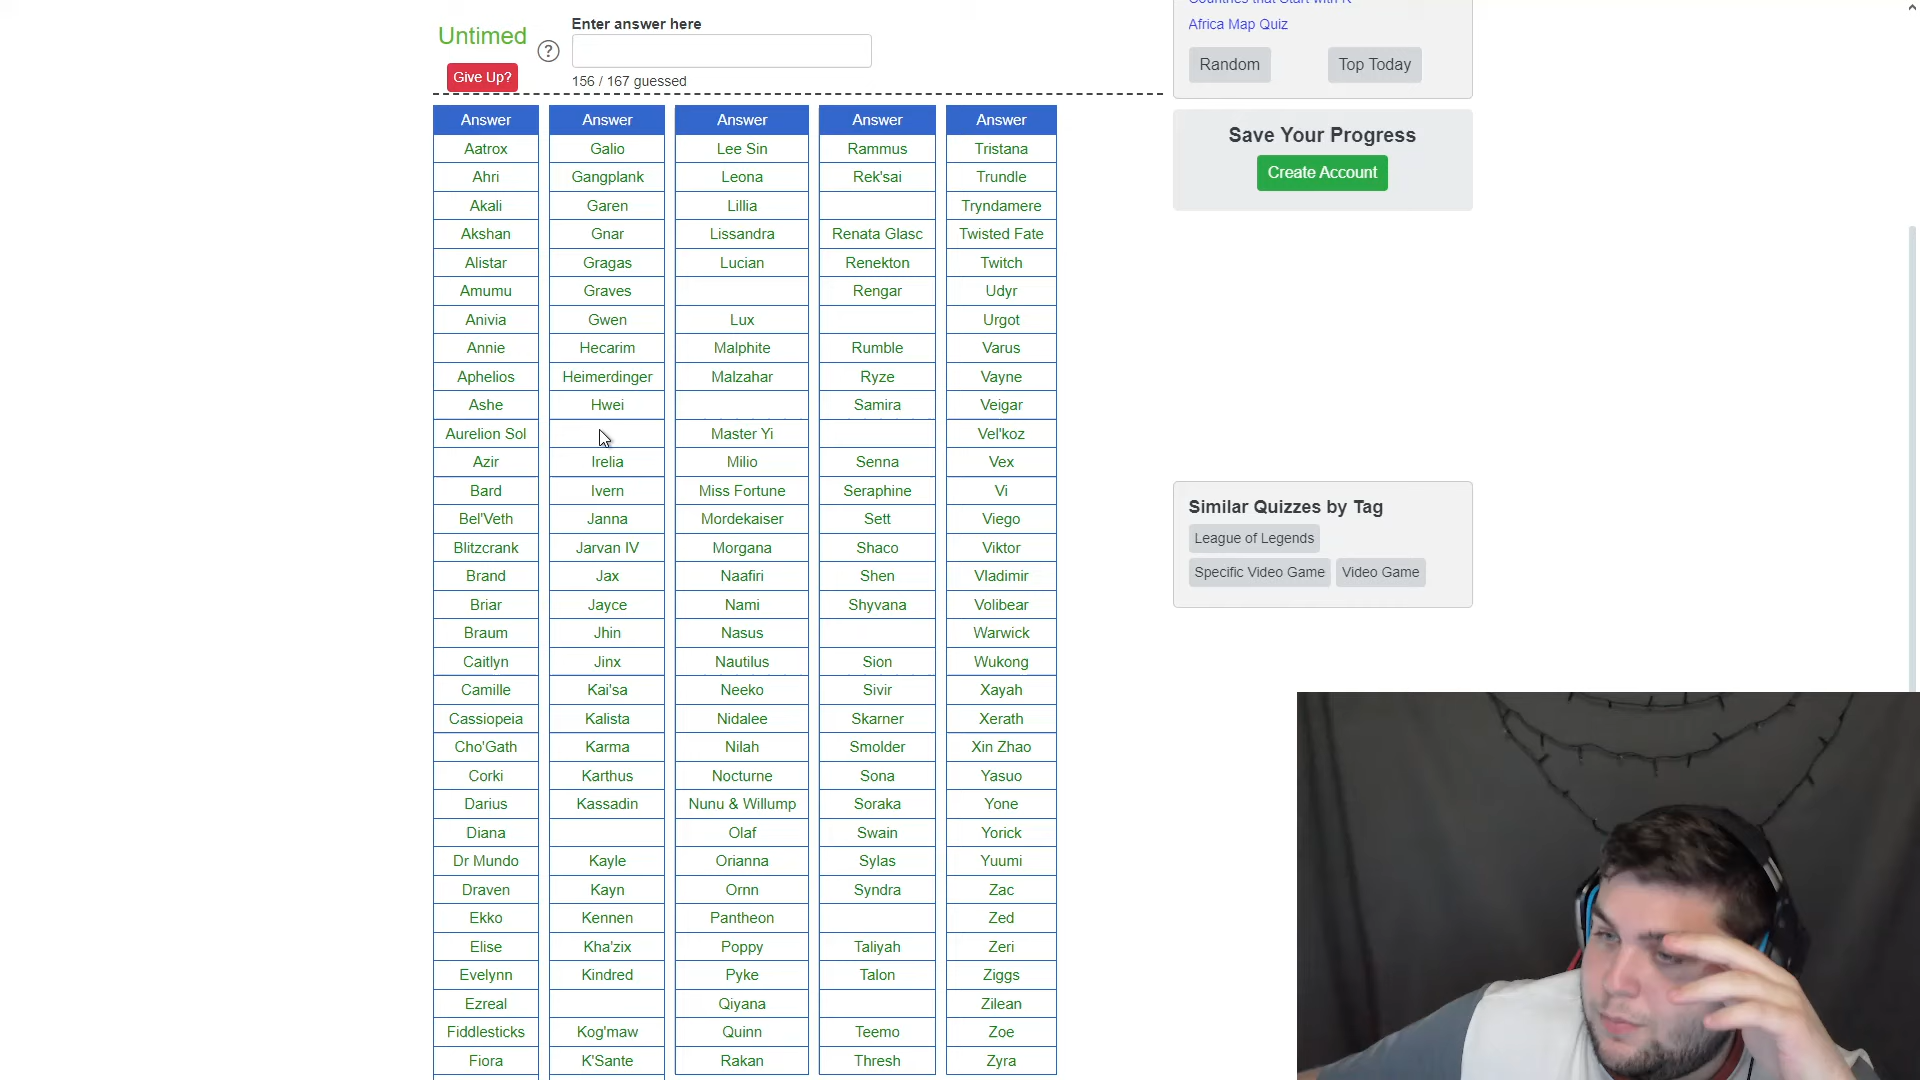 Untimed
?
Enter answer here
Give Up?
156 / 167 guessed
Answer
Aatrox
Ahri
Akali
Akshan
Alistar
Amumu
Anivia
Annie
Aphelios
Ashe
Aurelion Sol
Azir
Bard
Bel'Veth
Blitzcrank
Brand
Briar
Braum
Caitlyn
Camille
Cassiopeia
Cho'Gath
Corki
Darius
Diana
Dr Mundo
Draven
Ekko
Elise
Evelynn
Ezreal
Fiddlesticks
Fiora
Answer
Galio
Gangplank
Garen
Gnar
Gragas
Graves
Gwen
Hecarim
Heimerdinger
Hwei
Irelia
Ivern
Janna
Jarvan IV
Jax
Jayce
Jhin
Jinx
Kai'sa
Kalista
Karma
Karthus
Kassadin
Kayle
Kayn
Kennen
Kha'zix
Kindred
Kog'maw
K'Sante
Answer
Lee Sin
Leona
Lillia
Lissandra
Lucian
Lux
Malphite
Malzahar
Master Yi
Milio
Miss Fortune
Mordekaiser
Morgana
Naafiri
Nami
Nasus
Nautilus
Neeko
Nidalee
Nilah
Nocturne
Nunu & Willump
Olaf
Orianna
Ornn
Pantheon
Poppy
Pyke
Qiyana
Quinn
Rakan
Answer
Rammus
Rek'sai
Renata Glasc
Renekton
Rengar
Rumble
Ryze
Samira
Senna
Seraphine
Sett
Shaco
Shen
Shyvana
Sion
Sivir
Skarner
Smolder
Sona
Soraka
Swain
Sylas
Syndra
Taliyah
Talon
Teemo
Thresh
Answer
Tristana
Trundle
Tryndamere
Twisted Fate
Twitch
Udyr
Urgot
Varus
Vayne
Veigar
Vel'koz
Vex
Vi
Viego
Viktor
Vladimir
Volibear
Warwick
Wukong
Xayah
Xerath
Xin Zhao
Yasuo
Yone
Yorick
Yuumi
Zac
Zed
Zeri
Ziggs
Zilean
Zoe
Zyra
Countries that Start with K
Africa Map Quiz
Random
Top Today
Save Your Progress
Create Account
Similar Quizzes by Tag
League of Legends
Specific Video Game
Video Game